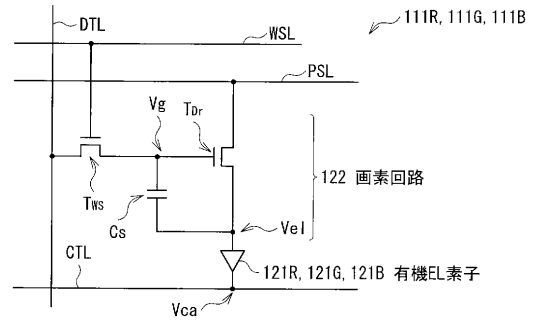 DTL
WSL
111R, 111G, 111B
PSL
Vg
TDr
122 画素回路
TWS
Cs
Vel
CTL
121R, 121G, 121B 有機EL素子
Vca